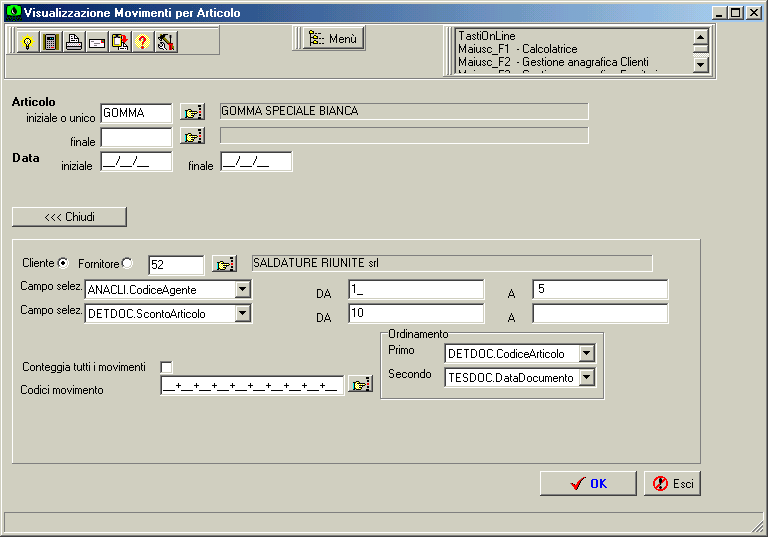 Visualizzazione Movimenti per Articolo
Menù
TastiOnLine
Maiusc_F1 - Calcolatrice
Maiusc_F2 - Gestione anagrafica Clienti
Articolo
iniziale o unico GOMMA GOMMA SPECIALE BIANCA
finale
Data iniziale __/__/__ finale __/__/__
<<< Chiudi
Cliente Fornitore 52 SALDATURE RIUNITE srl
Campo selez. ANACLI.CodiceAgente DA 1_ A 5
Campo selez. DETDOC.ScontoArticolo DA 10 A
Ordinamento
Primo DETDOC.CodiceArticolo
Conteggia tutti i movimenti
Secondo TESDOC.DataDocumento
Codici movimento __+__+__+__+__+__+__+__+__+__
OK Esci